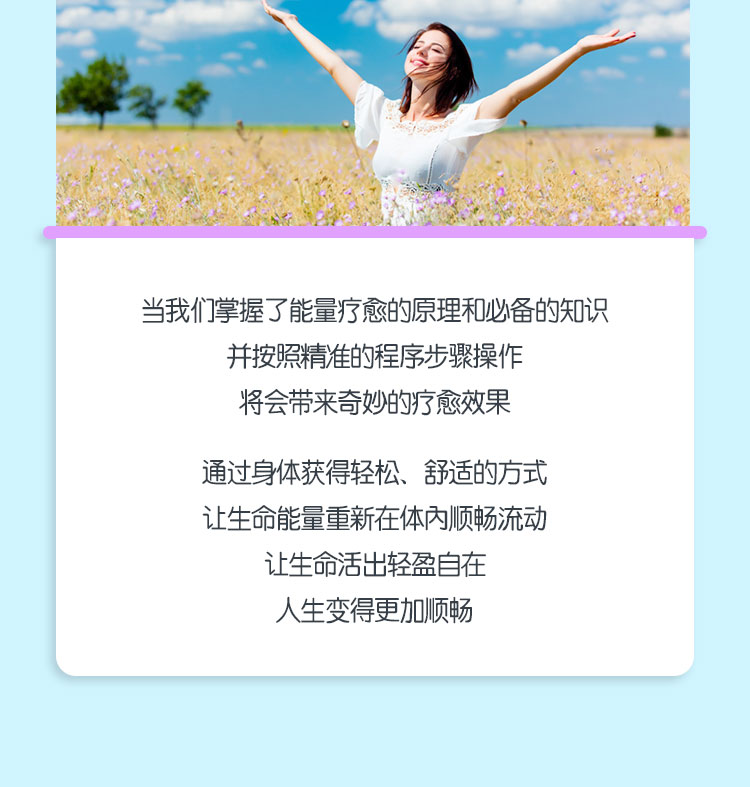 当我们掌握了能量疗愈的原理和必备的知识
并按照精准的程序步骤操作
将会带来奇妙的疗愈效果
通过身体获得轻松、舒适的方式
让生命能量重新在体内顺畅流动
让生命活出轻盈自在
人生变得更加顺畅